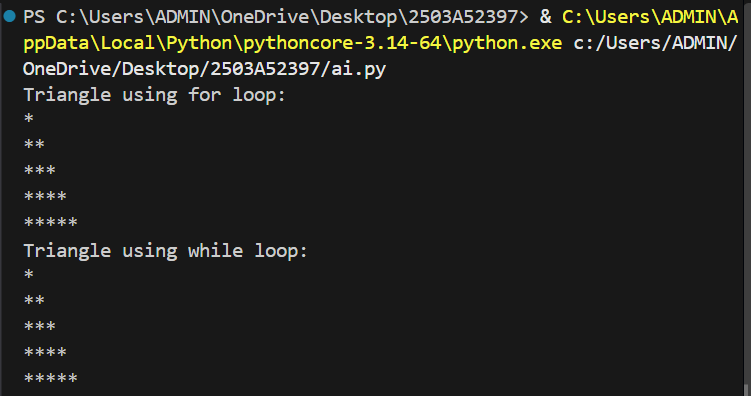 PS C:\Users\ADMIN\OneDrive\Desktop\2503A52397> & C:\Users\ADMIN\A
ppData\Local\Python\pythoncore-3.14-64\python.exe c:/Users/ADMIN/
OneDrive/Desktop/2503A52397/ai.py
Triangle using for loop:
*
**
***
****
*****
Triangle using while loop:
*
**
***
****
*****